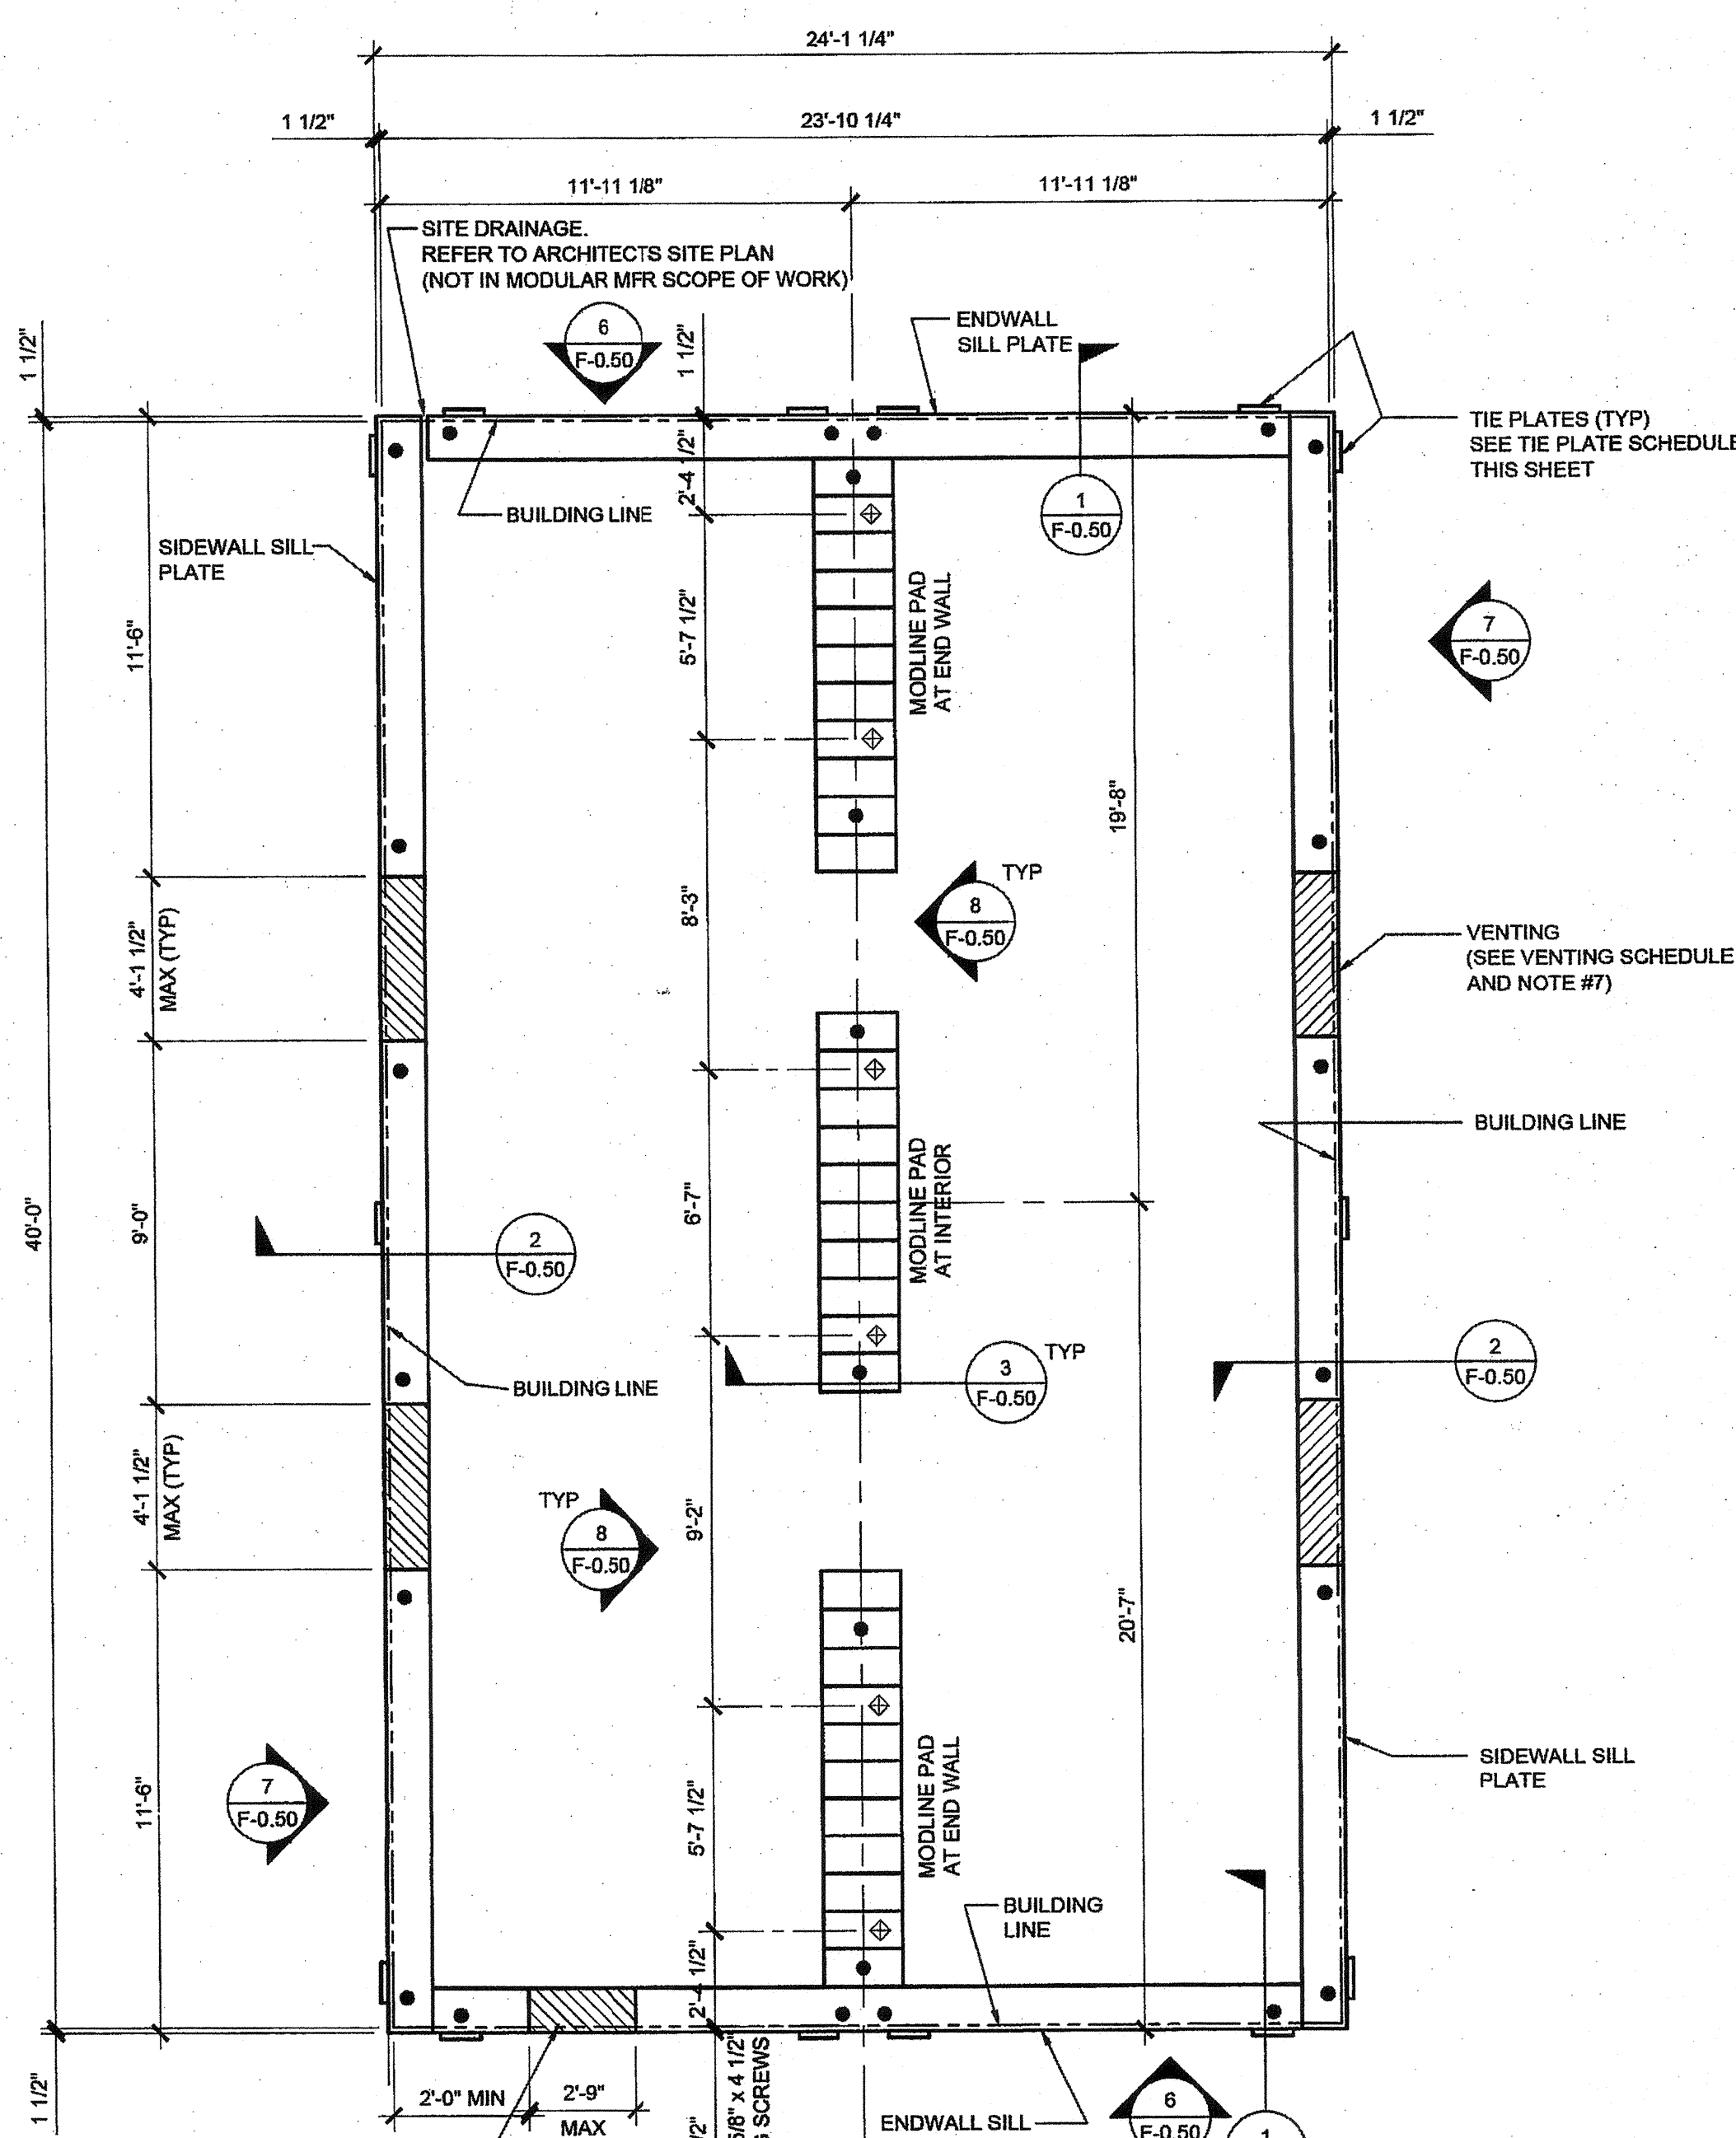 24'-1 1/4"
1 1/2"
23'-10 1/4"
1 1/2"
11'-11 1/8"
11'-11 1/8"
SITE DRAINAGE.
REFER TO ARCHITECTS SITE PLAN
(NOT IN MODULAR MFR SCOPE OF WORK)
6
F-0.50
1 1/2"
1 1/2"
ENDWALL
SILL PLATE
TIE PLATES (TYP)
SEE TIE PLATE SCHEDULE
THIS SHEET
2'-4 1/2"
BUILDING LINE
1
F-0.50
SIDEWALL SILL
PLATE
11'-6"
5'-7 1/2"
MODLINE PAD
AT END WALL
7
F-0.50
19'-8"
TYP
8
F-0.50
8'-3"
4'-1 1/2"
MAX (TYP)
VENTING
(SEE VENTING SCHEDULE
AND NOTE #7)
BUILDING LINE
40'-0"
9'-0"
6'-7"
MODLINE PAD
AT INTERIOR
2
F-0.50
TYP
3
F-0.50
2
F-0.50
BUILDING LINE
4'-1 1/2"
MAX (TYP)
TYP
8
F-0.50
9'-2"
20'-7"
SIDEWALL SILL
PLATE
7
F-0.50
11'-6"
5'-7 1/2"
MODLINE PAD
AT END WALL
BUILDING
LINE
2'-4 1/2"
1 1/2"
2'-0" MIN
2'-9"
MAX
5/8" x 4 1/2"
SCREWS
ENDWALL SILL
6
F-0.50
1